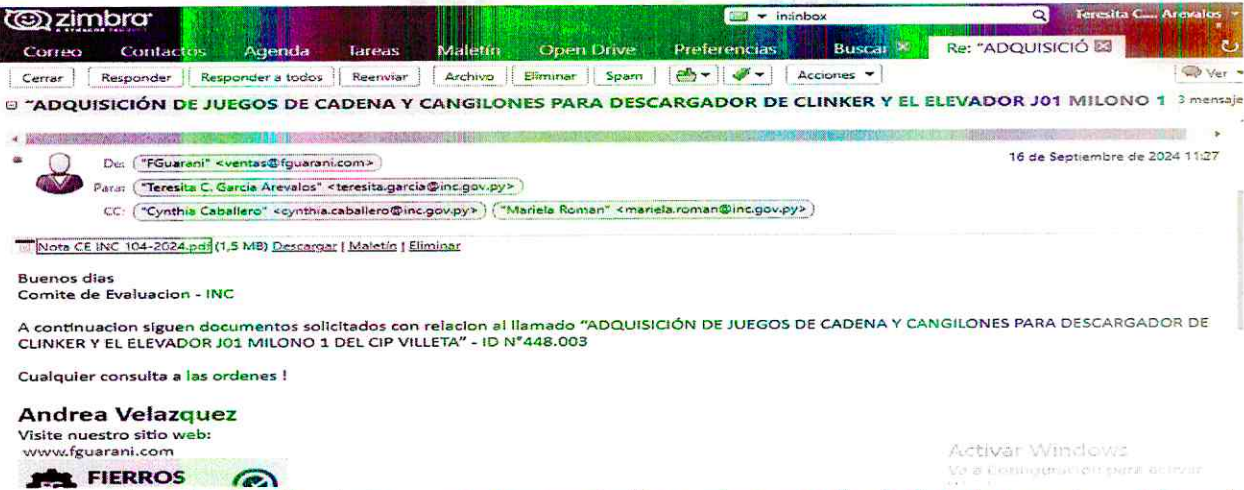 zimbra
in:inbox
Teresita C.... Arevalos
Correo Contactos Agenda Tareas Maletín Open Drive Preferencias Buscar Re: "ADQUISICIÓ
Cerrar Responder Responder a todos Reenviar Archivo Eliminar Spam Acciones Ver
"ADQUISICIÓN DE JUEGOS DE CADENA Y CANGILONES PARA DESCARGADOR DE CLINKER Y EL ELEVADOR J01 MILONO 1 3 mensaje
De: "FGuarani" <ventas@fguarani.com> 16 de Septiembre de 2024 11:27
Para: "Teresita C. Garcia Arevalos" <teresita.garcia@inc.gov.py>
CC: "Cynthia Caballero" <cynthia.caballero@inc.gov.py> "Mariela Roman" <mariela.roman@inc.gov.py>
Nota CE INC 104-2024.pdf (1,5 MB) Descargar | Maletín | Eliminar
Buenos dias
Comite de Evaluacion - INC
A continuacion siguen documentos solicitados con relacion al llamado "ADQUISICIÓN DE JUEGOS DE CADENA Y CANGILONES PARA DESCARGADOR DE
CLINKER Y EL ELEVADOR J01 MILONO 1 DEL CIP VILLETA" - ID N°448.003
Cualquier consulta a las ordenes !
Andrea Velazquez
Visite nuestro sitio web:
www.fguarani.com
Activar Windows
Ve a Configuración para activar
FIERROS